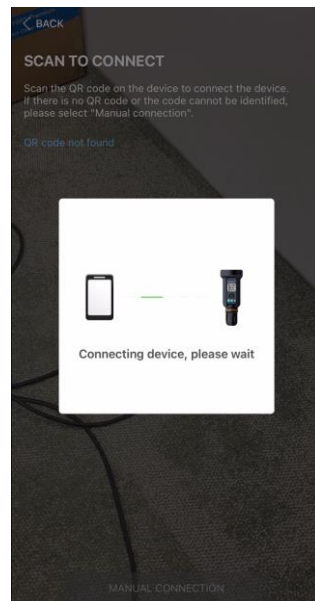 BACK
SCAN TO CONNECT
Scan the QR code on the device to connect the device.
If there is no QR code or the code cannot be identified,
please select "Manual connection".
QR code not found
Connecting device, please wait
MANUAL CONNECTION